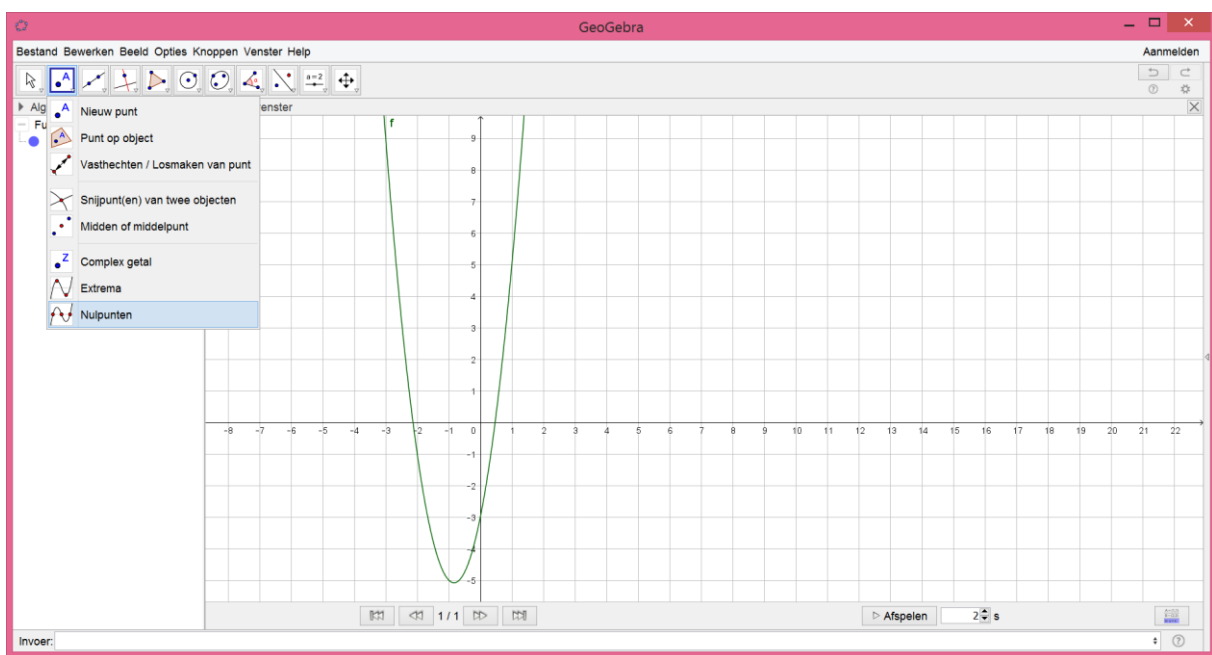 GeoGebra
Bestand Bewerken Beeld Opties Knoppen Venster Help
Aanmelden
A
a=2
Alg
enster
Fu
A Nieuw punt
A Punt op object
Vasthechten / Losmaken van punt
Snijpunt(en) van twee objecten
Midden of middelpunt
Z Complex getal
Extrema
Nulpunten
f
9
8
7
6
5
4
3
2
1
-8 -7 -6 -5 -4 -3 -2 -1 0 1 2 3 4 5 6 7 8 9 10 11 12 13 14 15 16 17 18 19 20 21 22
-1
-2
-3
-4
-5
1 / 1
Afspelen
2 s
Invoer: